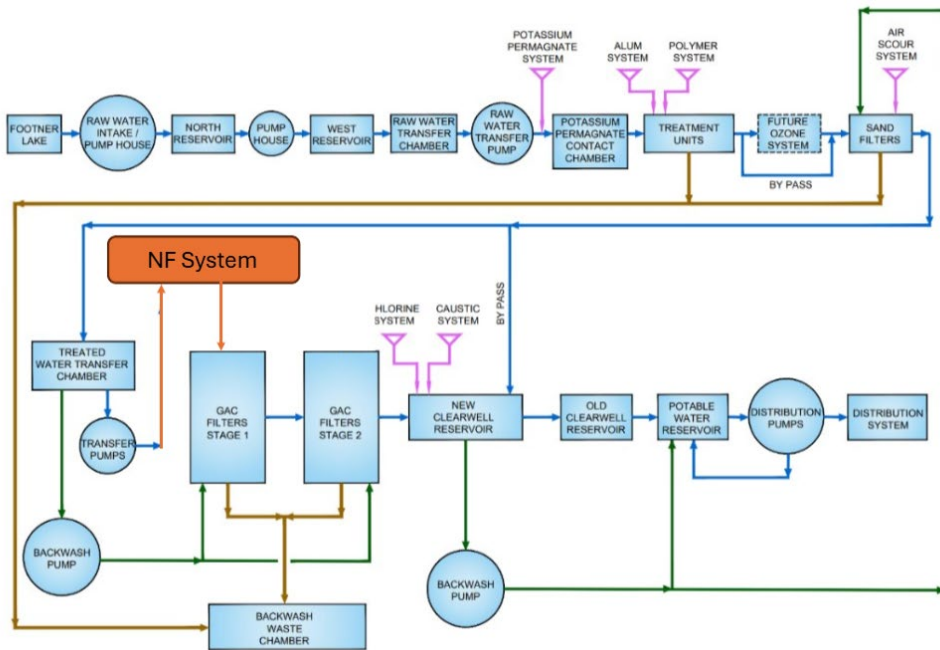 POTASSIUM
PERMAGNATE
SYSTEM
ALUM
SYSTEM
POLYMER
SYSTEM
AIR
SCOUR
SYSTEM
FOOTNER
LAKE
RAW WATER
INTAKE /
PUMP HOUSE
NORTH
RESERVOIR
PUMP
HOUSE
WEST
RESERVOIR
RAW WATER
TRANSFER
CHAMBER
RAW
WATER
TRANSFER
PUMP
POTASSIUM
PERMAGNATE
CONTACT
CHAMBER
TREATMENT
UNITS
FUTURE
OZONE
SYSTEM
SAND
FILTERS
BY PASS
NF System
BY PASS
HLORINE
SYSTEM
CAUSTIC
SYSTEM
TREATED
WATER TRANSFER
CHAMBER
GAC
FILTERS
STAGE 1
GAC
FILTERS
STAGE 2
NEW
CLEARWELL
RESERVOIR
OLD
CLEARWELL
RESERVOIR
POTABLE
WATER
RESERVOIR
DISTRIBUTION
PUMPS
DISTRIBUTION
SYSTEM
TRANSFER
PUMPS
BACKWASH
PUMP
BACKWASH
PUMP
BACKWASH
WASTE
CHAMBER